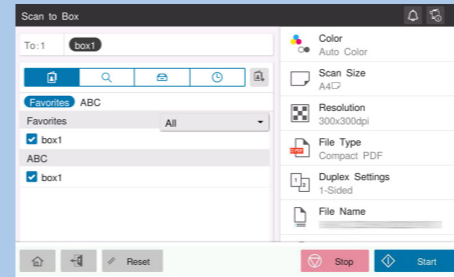 Scan to Box
To:1 box1
Favorites ABC
Favorites All
box1
ABC
box1
Color
Auto Color
Scan Size
A4
Resolution
300x300dpi
File Type
Compact PDF
Duplex Settings
1-Sided
File Name
Reset
Stop
Start